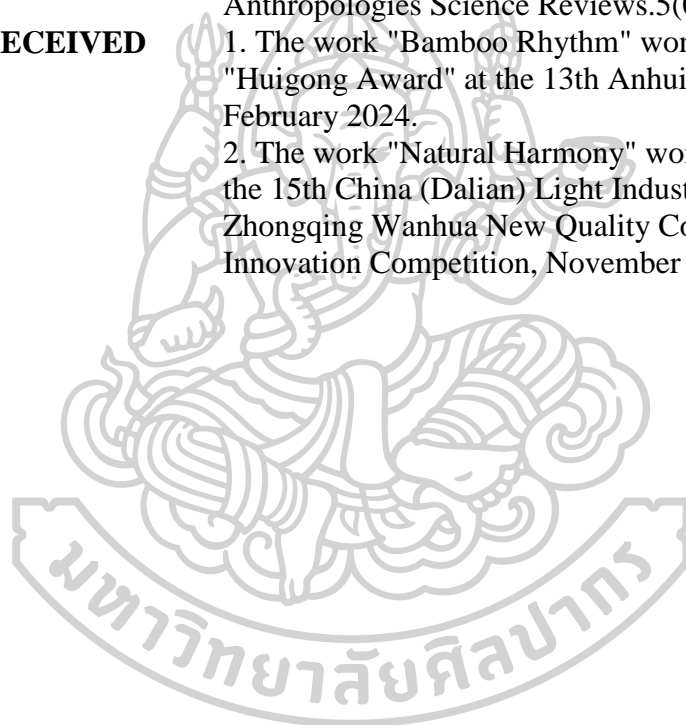 Anthropologies Science Reviews.5(
ECEIVED 1. The work "Bamboo Rhythm" wo
"Huigong Award" at the 13th Anhui
February 2024.
2. The work "Natural Harmony" wo
the 15th China (Dalian) Light Indust
Zhongqing Wanhua New Quality Co
Innovation Competition, November
มหาวิทยาลัยศิลปากร